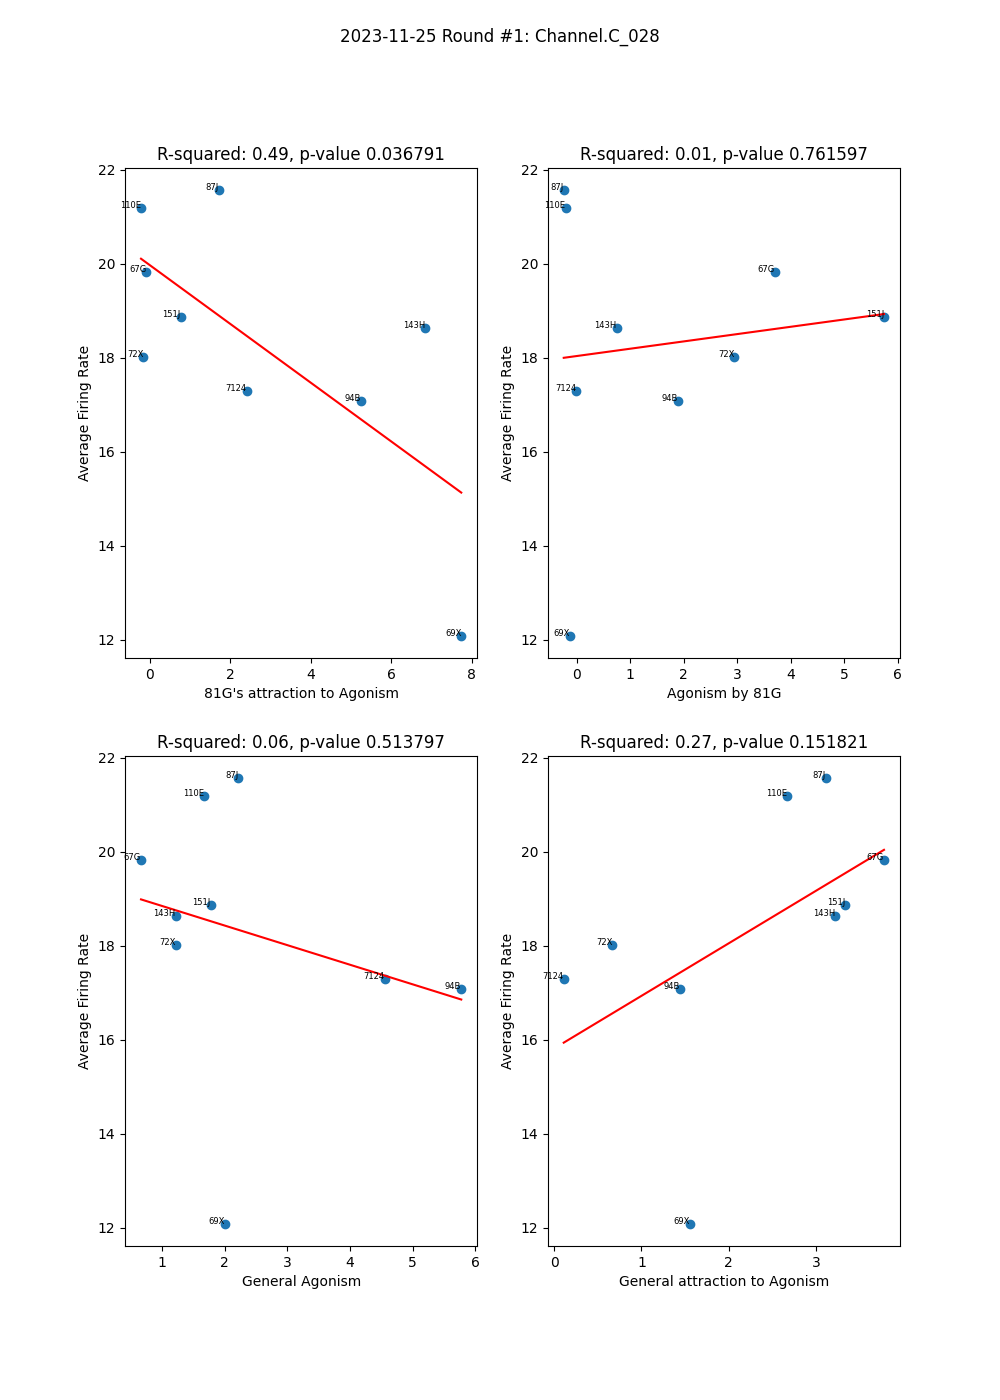 2023-11-25 Round #1: Channel.C_028
R-squared: 0.49, p-value 0.036791
22
20
18
16
14
12
Average Firing Rate
87J
110E
67G
151J
143H
72X
7124
94B
69X
0 2 4 6 8
81G's attraction to Agonism
R-squared: 0.01, p-value 0.761597
22
20
18
16
14
12
Average Firing Rate
87J
110E
67G
151J
143H
72X
7124
94B
69X
0 1 2 3 4 5 6
Agonism by 81G
R-squared: 0.06, p-value 0.513797
22
20
18
16
14
12
Average Firing Rate
87J
110E
67G
151J
143H
72X
7124
94B
69X
1 2 3 4 5 6
General Agonism
R-squared: 0.27, p-value 0.151821
22
20
18
16
14
12
Average Firing Rate
87J
110E
67G
151J
143H
72X
7124
94B
69X
0 1 2 3
General attraction to Agonism